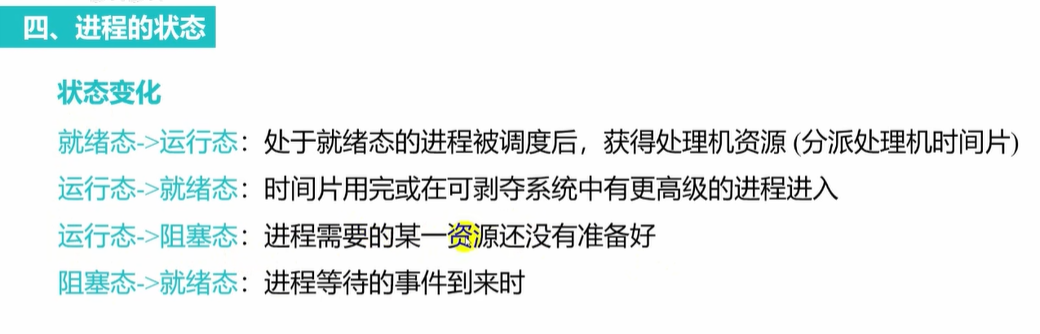 四、进程的状态
状态变化
就绪态->运行态：处于就绪态的进程被调度后，获得处理机资源 (分派处理机时间片)
运行态->就绪态：时间片用完或在可剥夺系统中有更高级的进程进入
运行态->阻塞态：进程需要的某一资源还没有准备好
阻塞态->就绪态：进程等待的事件到来时